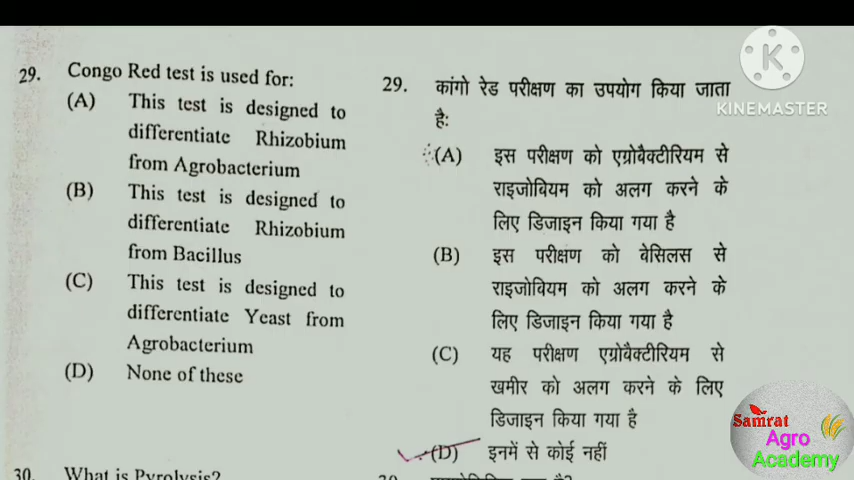 29. Congo Red test is used for:
(A) This test is designed to
differentiate Rhizobium
from Agrobacterium
(B) This test is designed to
differentiate Rhizobium
from Bacillus
(C) This test is designed to
differentiate Yeast from
Agrobacterium
(D) None of these
30. What is Pyrolysis?
29. कांगो रेड परीक्षण का उपयोग किया जाता
है:
(A) इस परीक्षण को एग्रोबैक्टीरियम से
राइजोबियम को अलग करने के
लिए डिजाइन किया गया है
(B) इस परीक्षण को बेसिलस से
राइजोबियम को अलग करने के
लिए डिजाइन किया गया है
(C) यह परीक्षण एग्रोबैक्टीरियम से
खमीर को अलग करने के लिए
डिजाइन किया गया है
(D) इनमें से कोई नहीं
K
KINEMASTER
Samrat
Agro
Academy